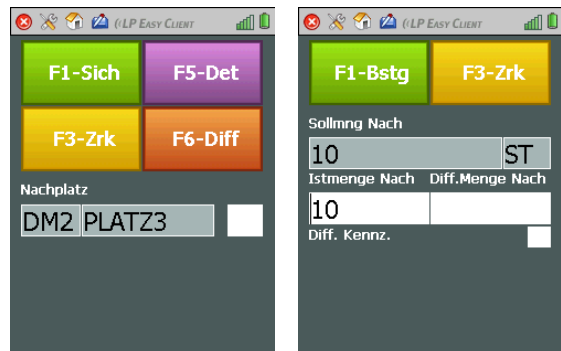 LP EASY CLIENT
F1-Sich
F5-Det
F3-Zrk
F6-Diff
Nachplatz
DM2 PLATZ3
LP EASY CLIENT
F1-Bstg
F3-Zrk
Sollmng Nach
10 ST
Istmenge Nach Diff.Menge Nach
10
Diff. Kennz.